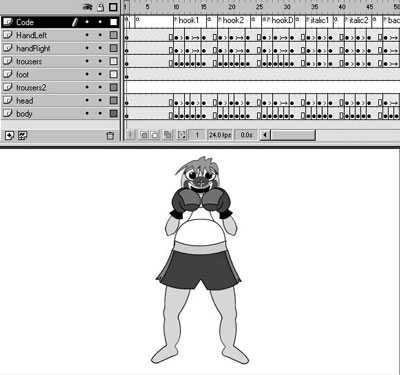 5 10 15 20 25 30 35 40 45 50
Code a hook1 a hook2 a hookD a italic1 a italic2 a bac
HandLeft
handRight
trousers
foot
trousers2
head
body
1 24.0 fps 0.0s